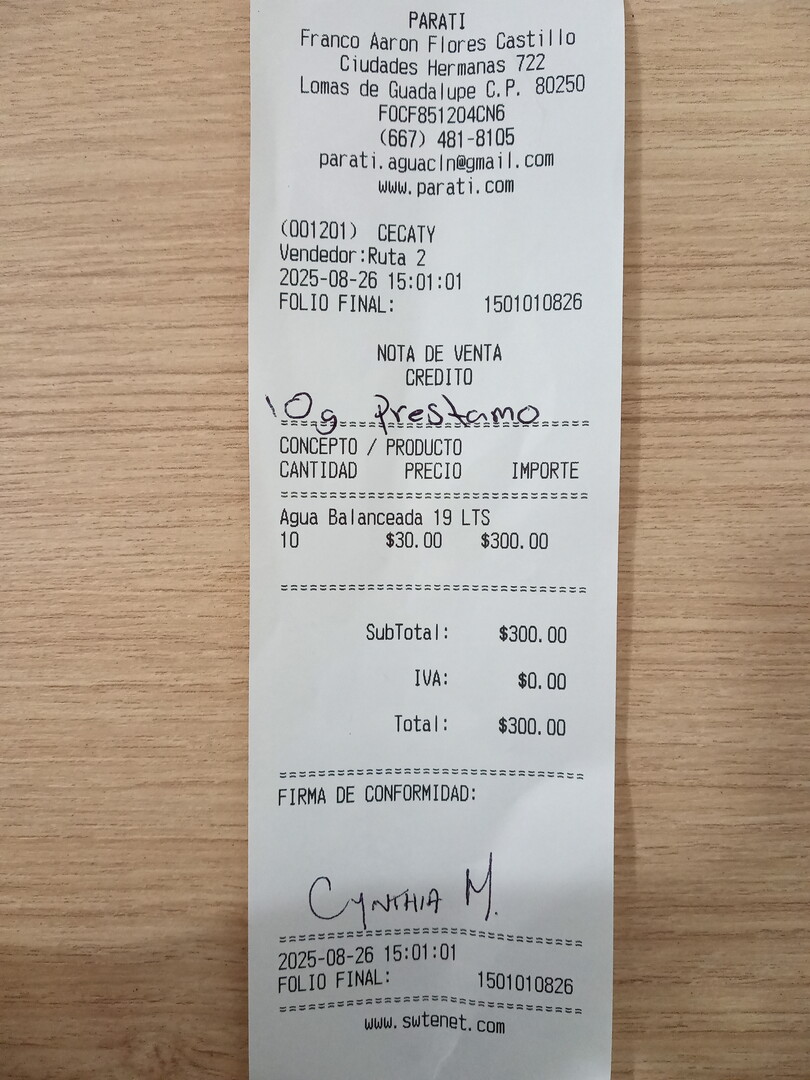 PARATI
Franco Aaron Flores Castillo
Ciudades Hermanas 722
Lomas de Guadalupe C.P. 80250
FOCF851204CN6
(667) 481-8105
parati.aguacln@gmail.com
www.parati.com
(001201) CECATY
Vendedor:Ruta 2
2025-08-26 15:01:01
FOLIO FINAL: 1501010826
NOTA DE VENTA
CREDITO
10g prestamo
CONCEPTO / PRODUCTO
CANTIDAD PRECIO IMPORTE
Agua Balanceada 19 LTS
10 $30.00 $300.00
SubTotal: $300.00
IVA: $0.00
Total: $300.00
FIRMA DE CONFORMIDAD:
CYNTHIA M.
2025-08-26 15:01:01
FOLIO FINAL: 1501010826
www.swtenet.com